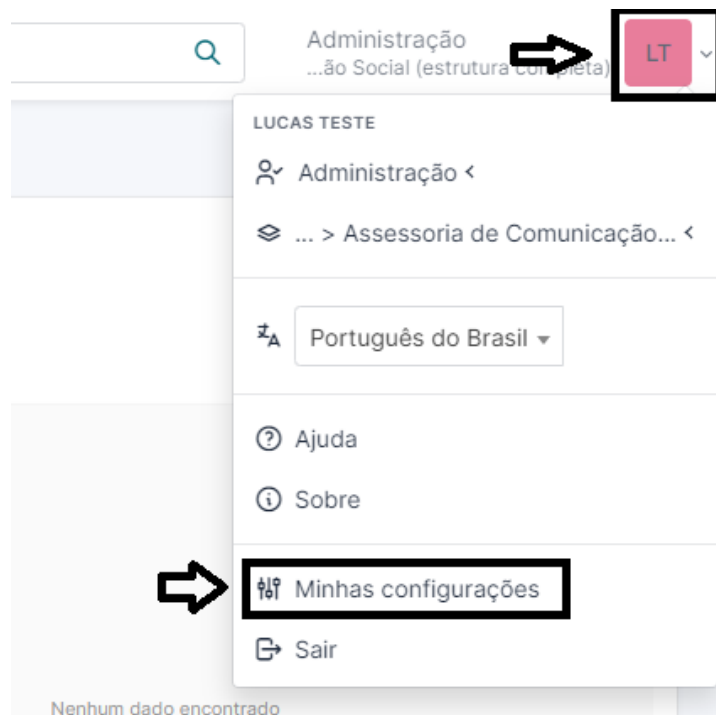 Administração
...ão Social (estrutura completa)
LT
LUCAS TESTE
Administração
... > Assessoria de Comunicação...
Português do Brasil
Ajuda
Sobre
Minhas configurações
Sair
Nenhum dado encontrado